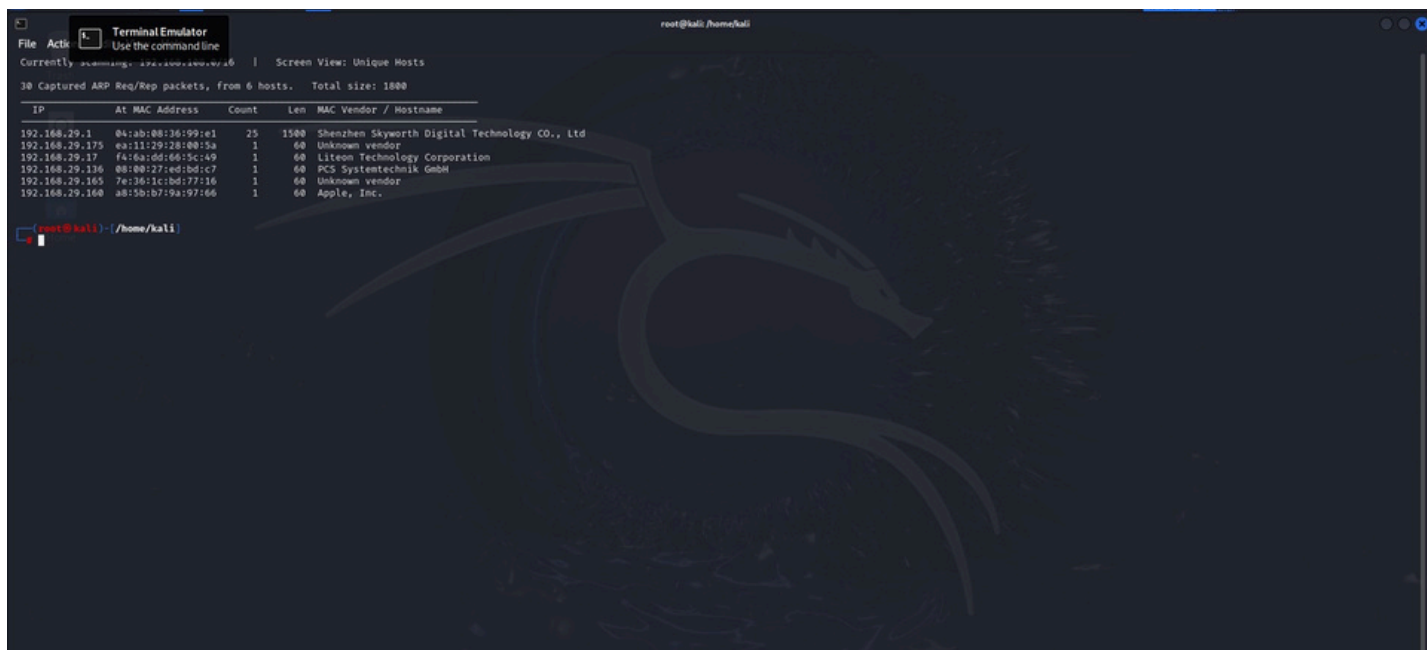 root@kali: /home/kali
Terminal Emulator
Use the command line
File
Currently | Screen View: Unique Hosts
30 Captured ARP Req/Rep packets, from 6 hosts. Total size: 1800
IP At MAC Address Count Len MAC Vendor / Hostname
192.168.29.1 04:ab:08:36:99:e1 25 1500 Shenzhen Skyworth Digital Technology CO., Ltd
192.168.29.175 ea:11:29:28:00:5a 1 60 Unknown vendor
192.168.29.17 f4:6a:dd:66:5c:49 1 60 Liteon Technology Corporation
192.168.29.136 08:00:27:ed:bd:c7 1 60 PCS Systemtechnik GmbH
192.168.29.165 7e:36:1c:bd:77:16 1 60 Unknown vendor
192.168.29.160 a8:5b:b7:9a:97:66 1 60 Apple, Inc.
(root㉿kali)-[/home/kali]
#